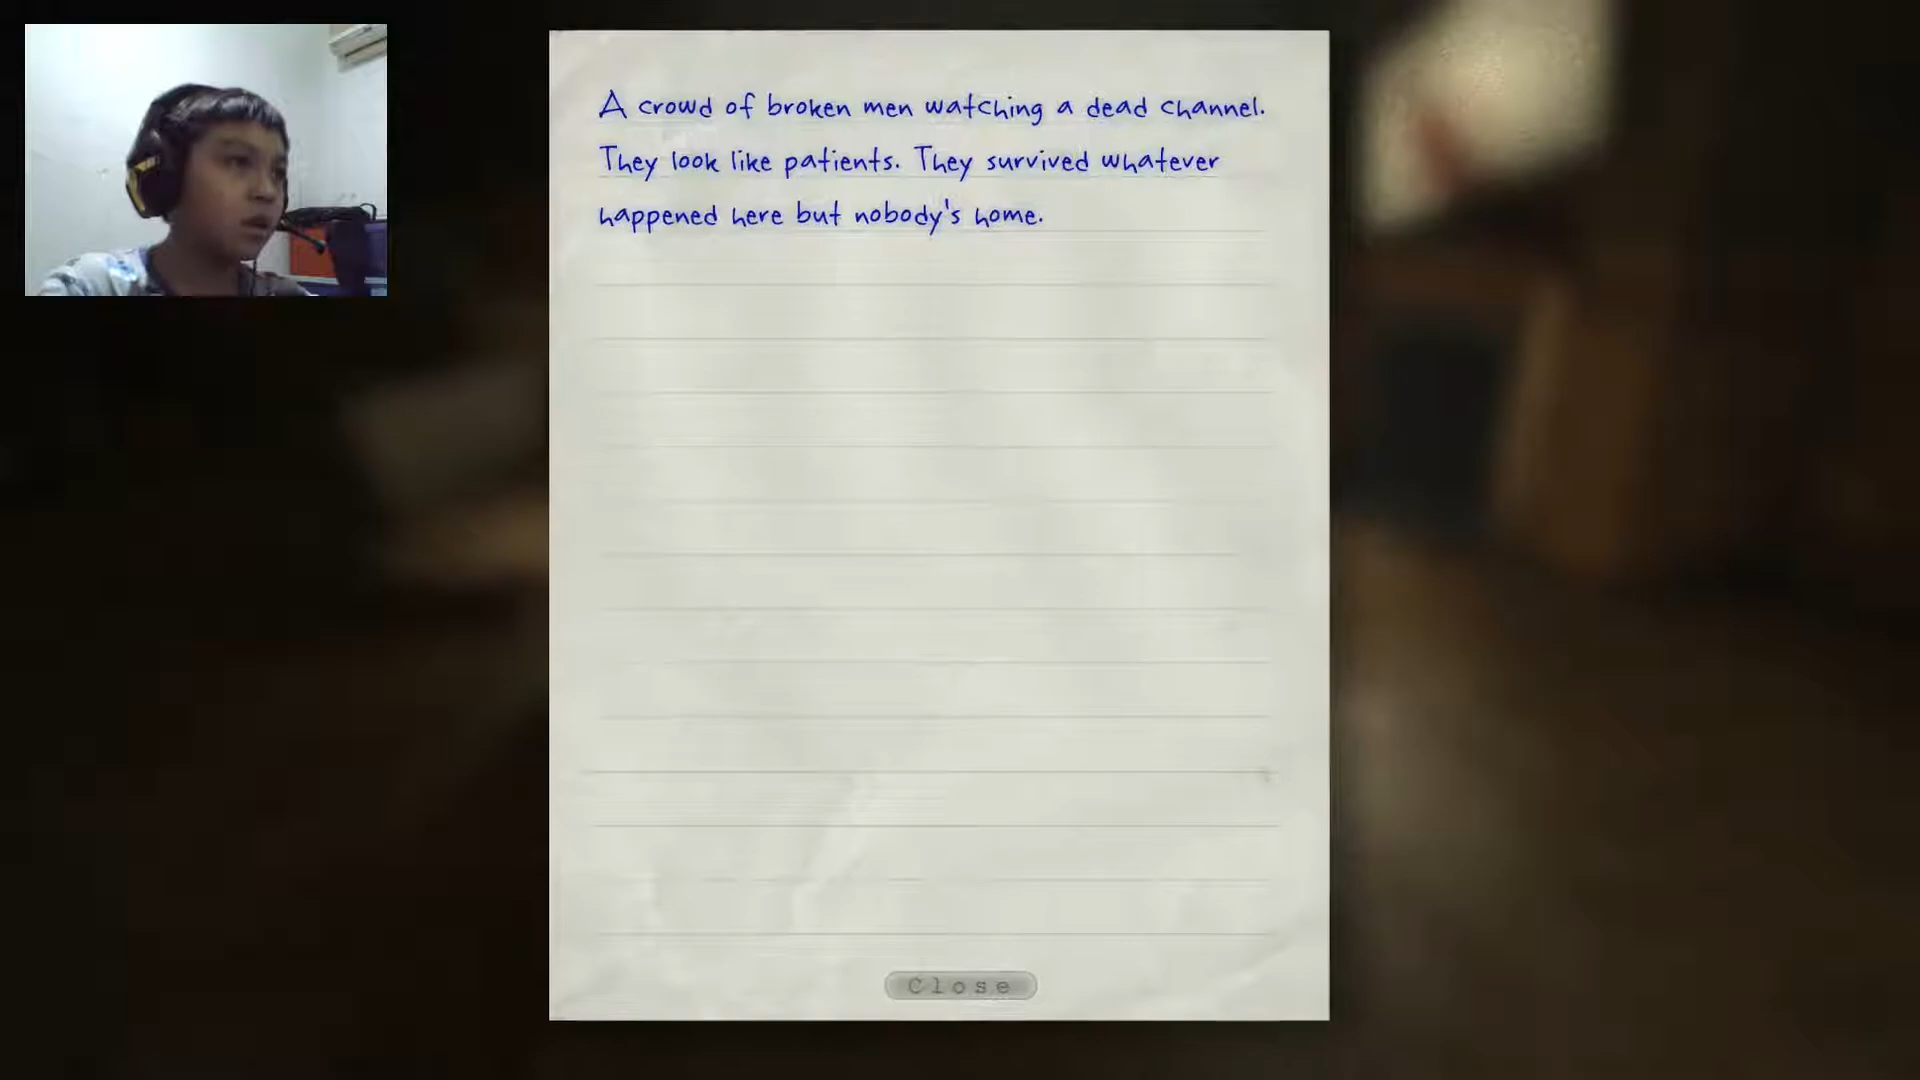 A crowd of broken men watching a dead channel.
They look like patients. They survived whatever
happened here but nobody's home.
Close